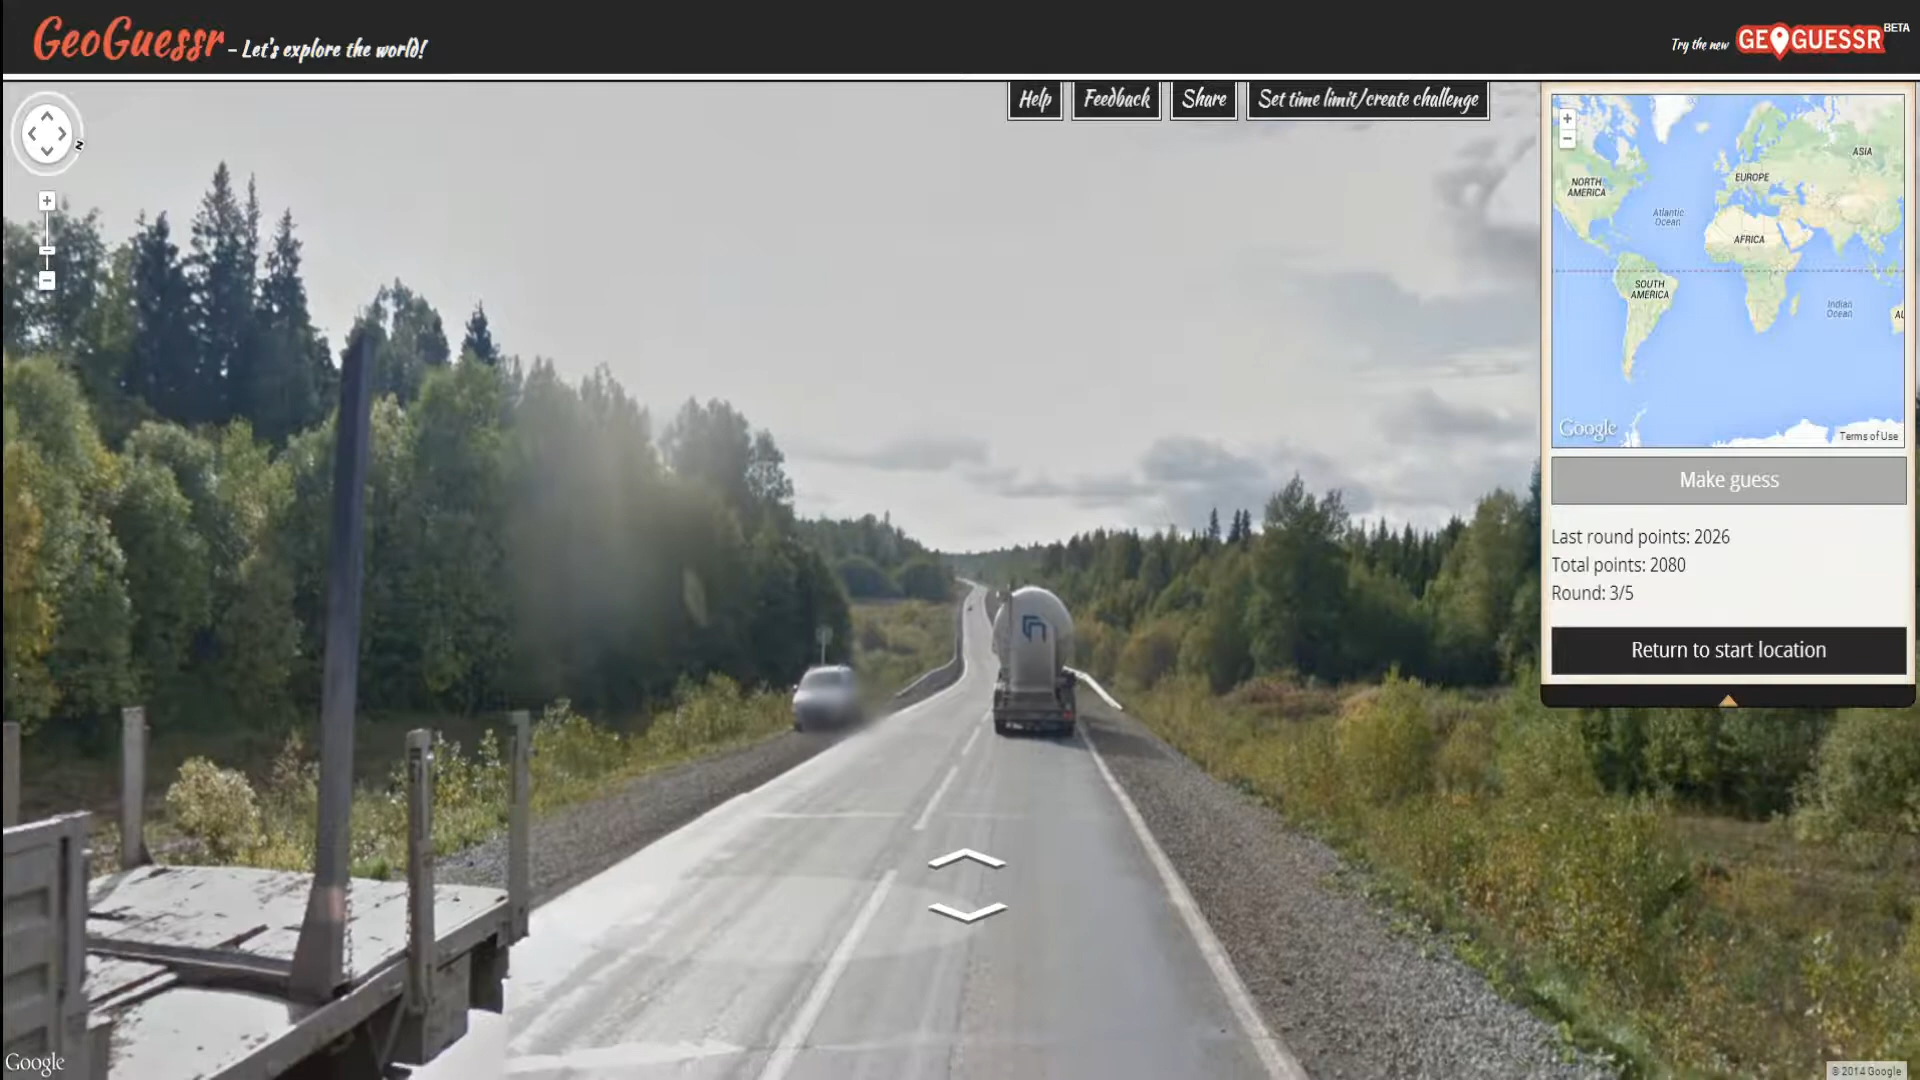 GeoGuessr - Let's explore the world!
Try the new GEOGUESSR BETA
Help
Feedback
Share
Set time limit/create challenge
N
+
−
+
−
NORTH
AMERICA
Atlantic
Ocean
EUROPE
ASIA
AFRICA
SOUTH
AMERICA
Indian
Ocean
AU
Google
Terms of Use
Make guess
Last round points: 2026
Total points: 2080
Round: 3/5
Return to start location
Google
© 2014 Google